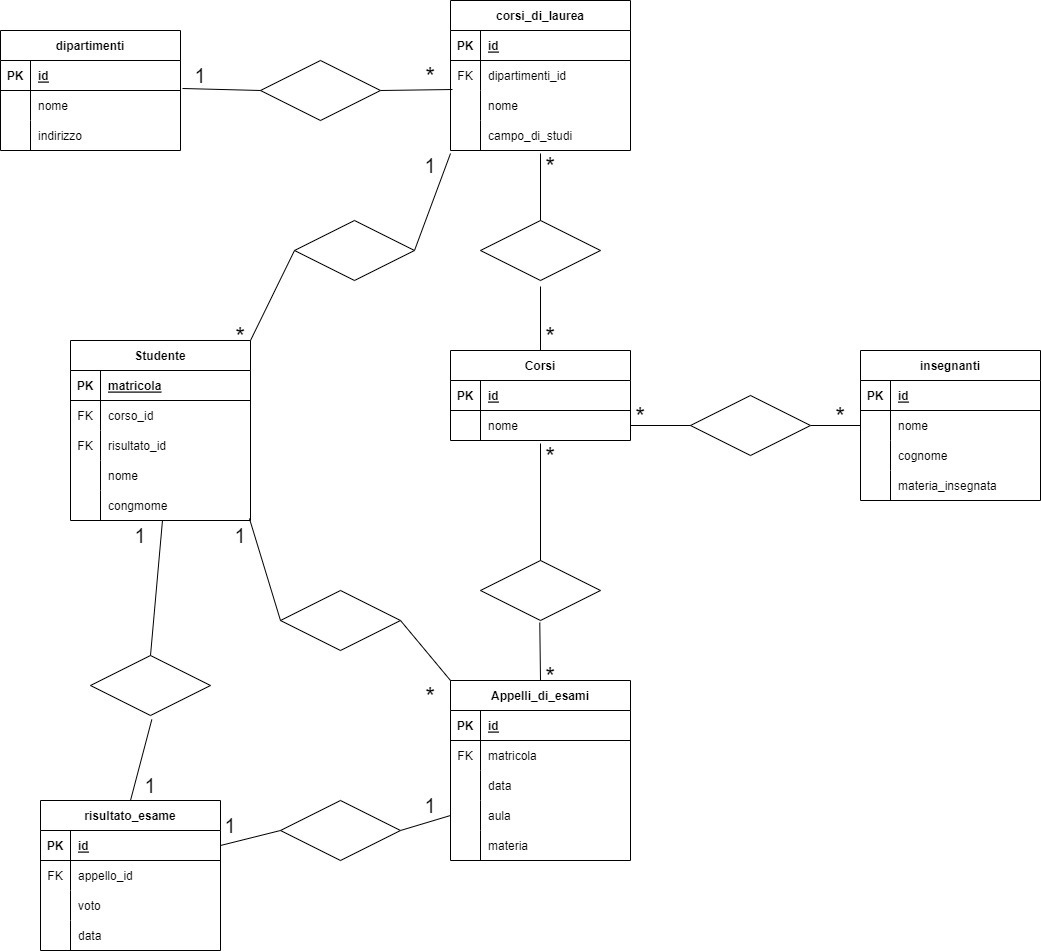 corsi_di_laurea
PK id
FK dipartimenti_id
nome
campo_di_studi
dipartimenti
PK id
nome
indirizzo
1
*
1
*
*
*
Studente
PK matricola
FK corso_id
FK risultato_id
nome
congmome
Corsi
PK id
nome
*
*
insegnanti
PK id
nome
cognome
materia_insegnata
*
1
1
*
*
Appelli_di_esami
PK id
FK matricola
data
aula
materia
1
1
1
risultato_esame
PK id
FK appello_id
voto
data